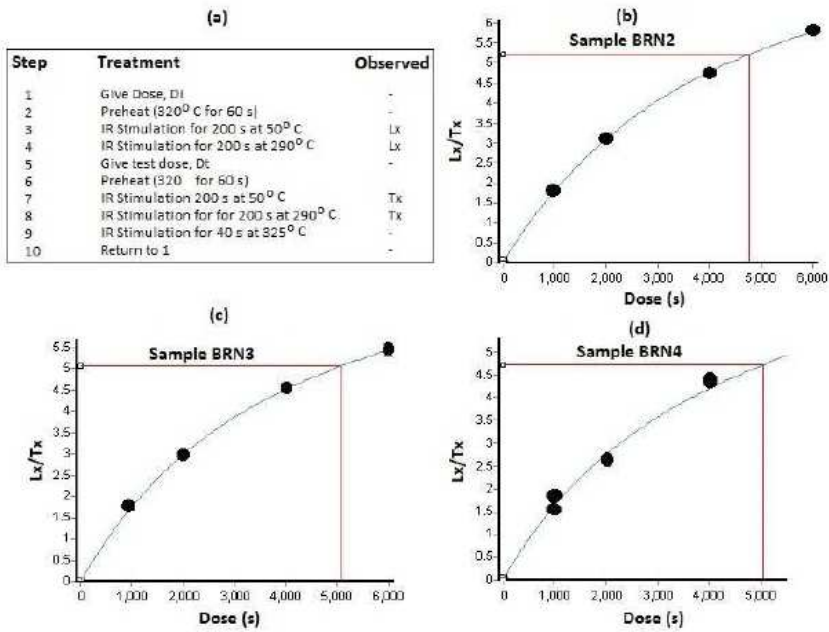 (a)
Step Treatment Observed
1 Give Dose, Di -
2 Preheat (320⁰ C for 60 s) -
3 IR Stmulation for 200 s at 50⁰ C Lx
4 IR Stimulation for 200 s at 290⁰ C Lx
5 Give test dose, Dt -
6 Preheat (320 for 60 s)
7 IR Stimulation 200 s at 50⁰ C Tx
8 IR Stimulation for for 200 s at 290⁰ C Tx
9 IR Stimulation for 40 s at 325⁰ C -
10 Return to 1 -
(b)
Sample BRN2
Lx/Tx
6
5.5
5
4.5
4
3.5
3
2.5
2
1.5
1
0.5
0
0 1,000 2,000 3,000 4,000 5,000 6,000
Dose (s)
(c)
Sample BRN3
Lx/Tx
5.5
5
4.5
4
3.5
3
2.5
2
1.5
1
0.5
0
0 1,000 2,000 3,000 4,000 5,000 6,000
Dose (s)
(d)
Sample BRN4
Lx/Tx
5
4.5
4
3.5
3
2.5
2
1.5
1
0.5
0
0 1,000 2,000 3,000 4,000 5,000
Dose (s)